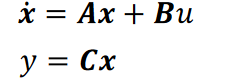 ẋ = Ax + Bu
y = Cx